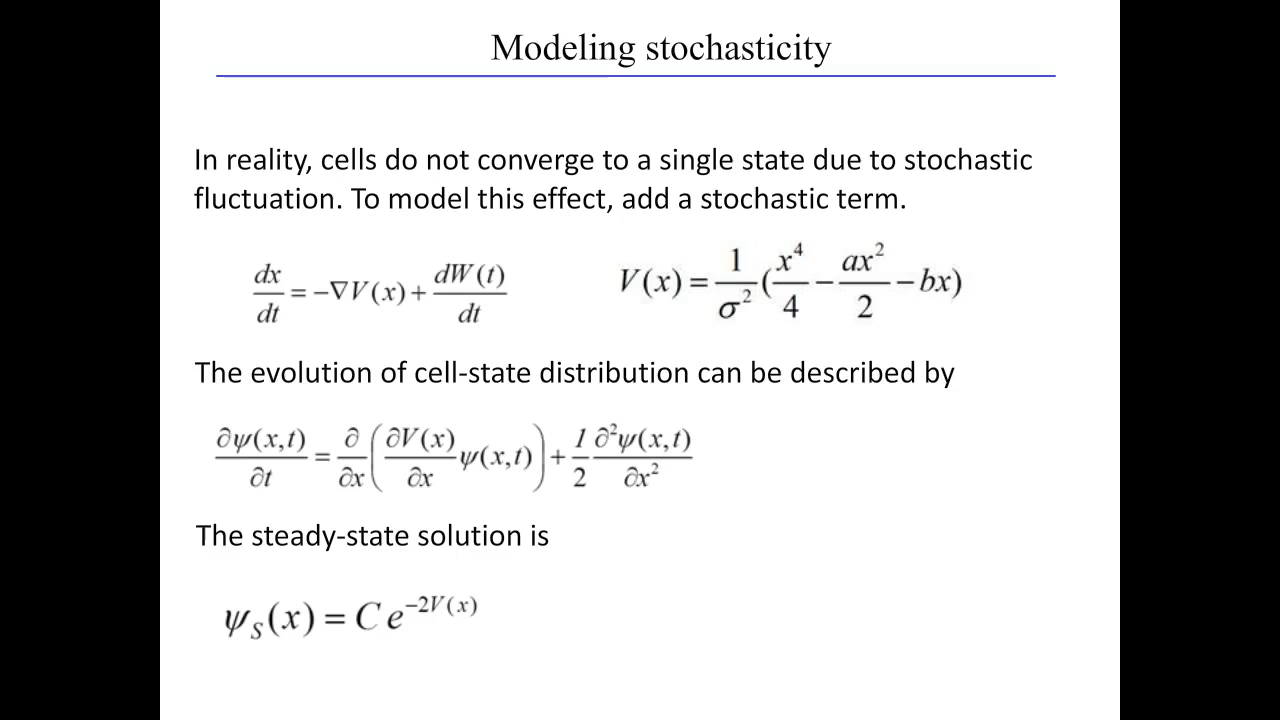 Modeling stochasticity
In reality, cells do not converge to a single state due to stochastic
fluctuation. To model this effect, add a stochastic term.
dx/dt = −∇V(x) + dW(t)/dt
V(x) = 1/σ² (x⁴/4 − ax²/2 − bx)
The evolution of cell-state distribution can be described by
∂ψ(x,t)/∂t = ∂/∂x (∂V(x)/∂x ψ(x,t)) + 1/2 ∂²ψ(x,t)/∂x²
The steady-state solution is
ψ_S(x) = C e^{−2V(x)}